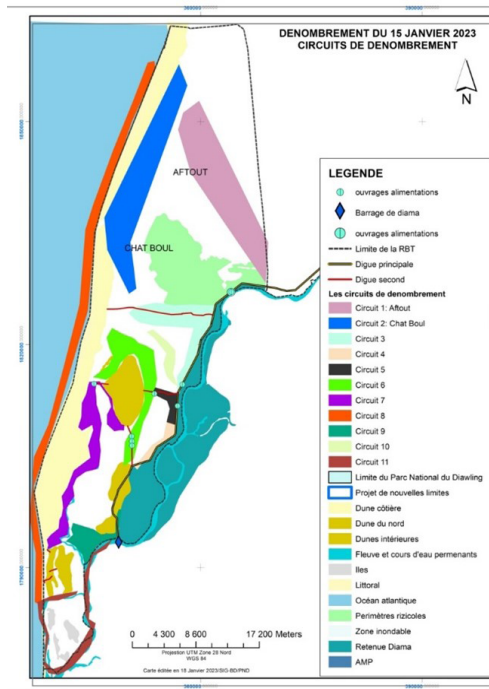 DENOMBREMENT DU 15 JANVIER 2023
CIRCUITS DE DENOMBREMENT
N
AFTOUT
CHAT BOUL
LEGENDE
ouvrages alimentations
Barrage de diama
ouvrages alimentations
Limite de la RBT
Digue principale
Digue second
Les circuits de denombrement
Circuit 1: Aftout
Circuit 2: Chat Boul
Circuit 3
Circuit 4
Circuit 5
Circuit 6
Circuit 7
Circuit 8
Circuit 9
Circuit 10
Circuit 11
Limite du Parc National du Diawling
Projet de nouvelles limites
Dune côtière
Dune du nord
Dunes intérieures
Fleuve et cours d'eau permenants
Iles
Littoral
Océan atlantique
Perimètres rizicoles
Zone inondable
Retenue Diama
AMP
0 4 300 8 600 17 200 Meters
Projection UTM Zone 28 Nord
WGS 84
Carte éditée en 18 Janvier 2023/SIG-BD/PND